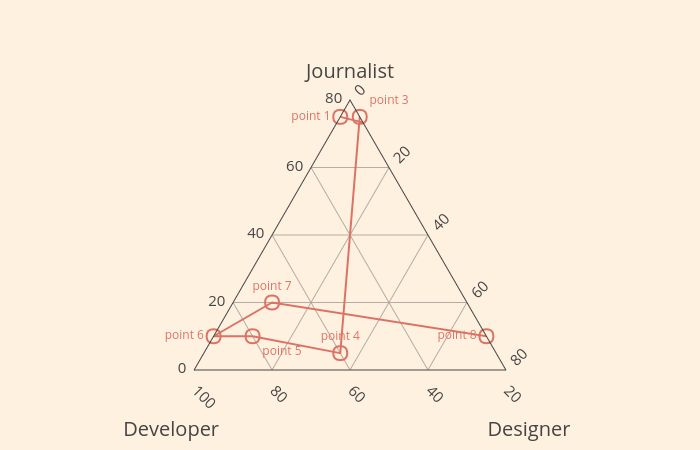 Journalist
80
0
point 3
point 1
20
60
40
40
60
point 7
20
point 6
point 4
point 8
point 5
80
0
100
80
60
40
20
Developer
Designer